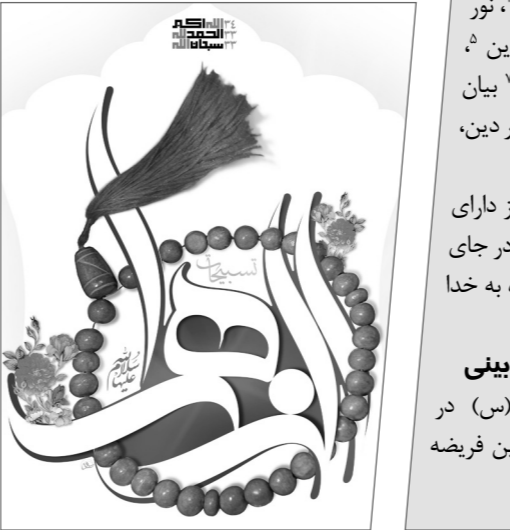 ۳۴ الله اکبر
۳۳ الحمدلله
۳۳ سبحان الله
تسبیحات
الزهرا
سلام الله علیها
، نور
ین ۵،
۷ بیان
ر دین،
ز دارای
در جای
، به خدا
بینی
(س) در
ین فریضه